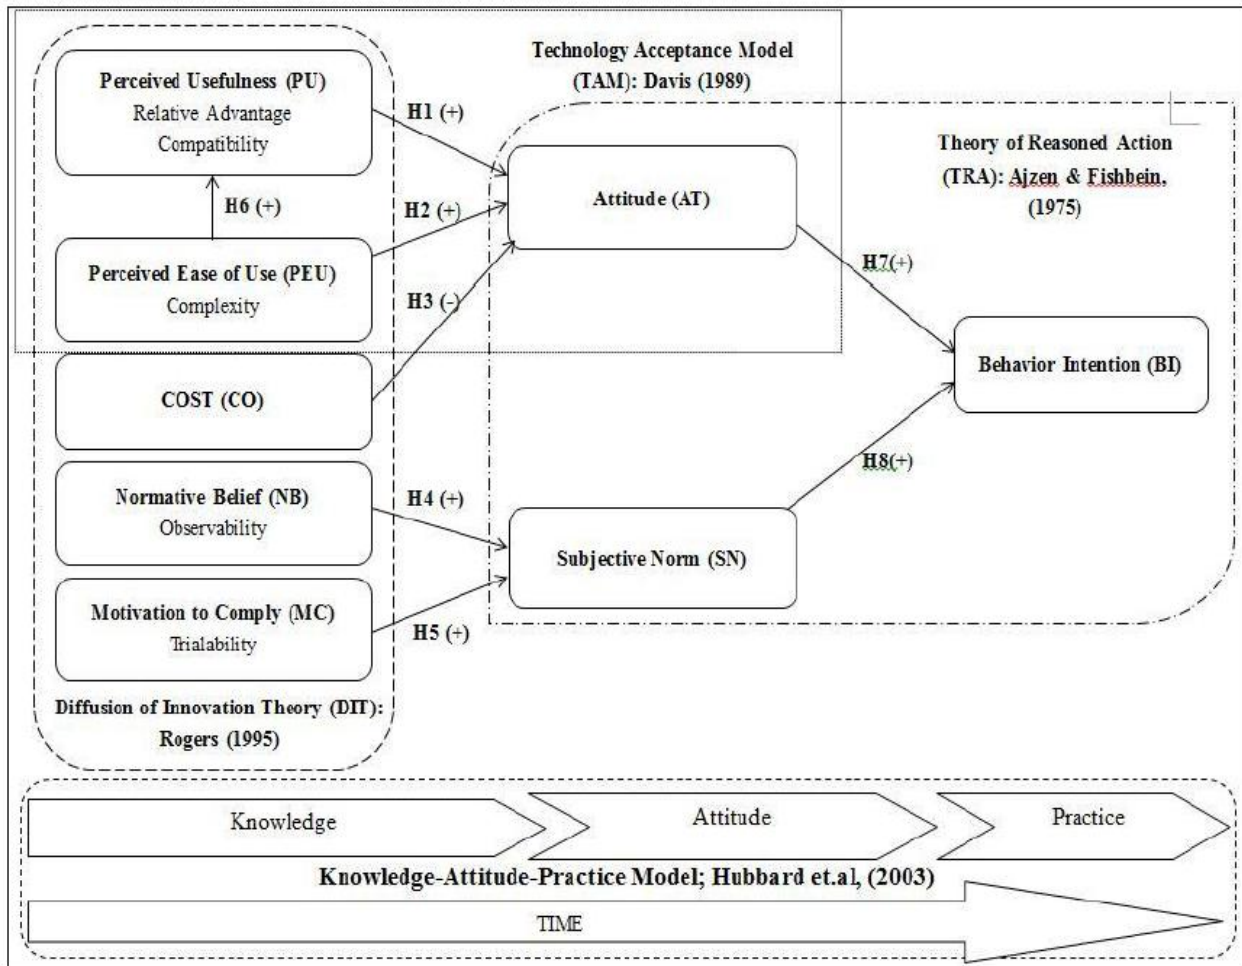 Technology Acceptance Model
(TAM): Davis (1989)
Perceived Usefulness (PU)
Relative Advantage
Compatibility
H1 (+)
Theory of Reasoned Action
(TRA): Ajzen & Fishbein,
(1975)
Attitude (AT)
H6 (+)
H2 (+)
Perceived Ease of Use (PEU)
Complexity
H3 (-)
H7(+)
COST (CO)
Behavior Intention (BI)
H8(+)
Normative Belief (NB)
Observability
H4 (+)
Subjective Norm (SN)
Motivation to Comply (MC)
Trialability
H5 (+)
Diffusion of Innovation Theory (DIT):
Rogers (1995)
Knowledge
Attitude
Practice
Knowledge-Attitude-Practice Model; Hubbard et.al, (2003)
TIME